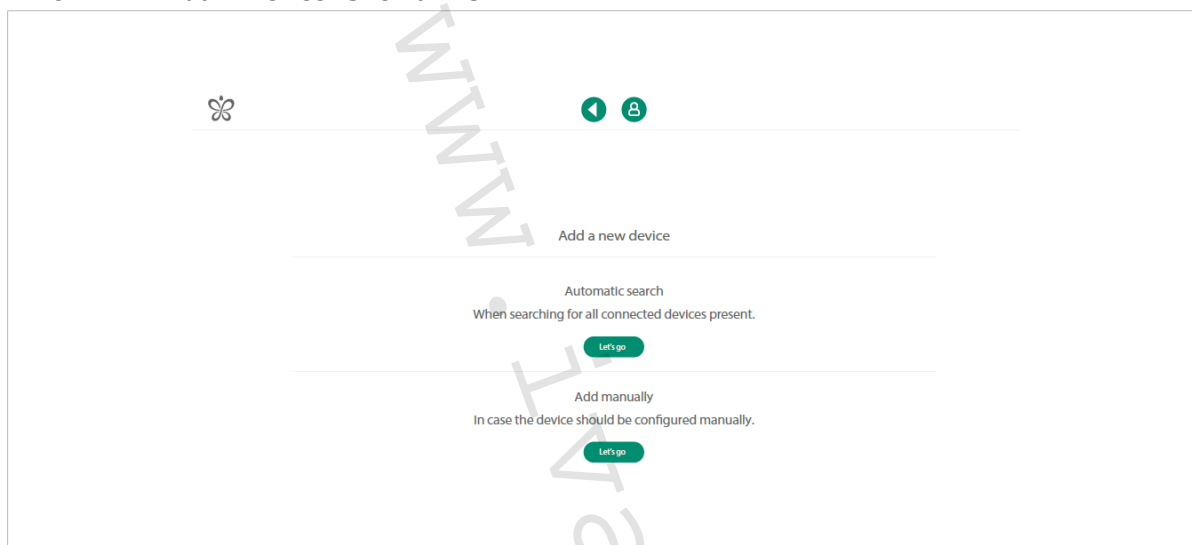 Add a new device
Automatic search
When searching for all connected devices present.
Let's go
Add manually
In case the device should be configured manually.
Let's go